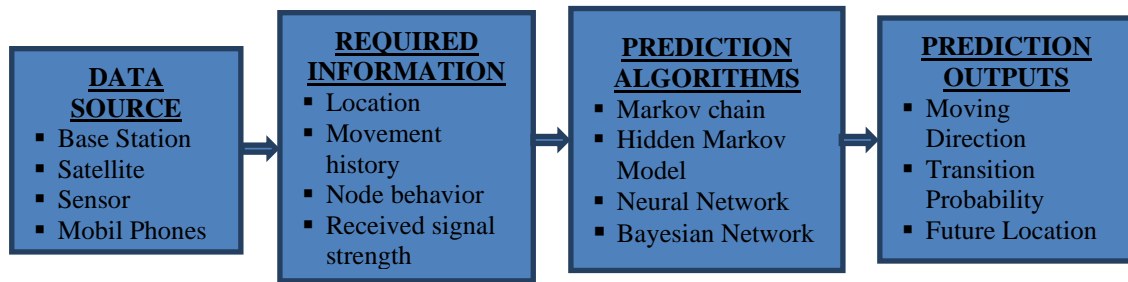 DATA
SOURCE
▪ Base Station
▪ Satellite
▪ Sensor
▪ Mobil Phones
REQUIRED
INFORMATION
▪ Location
▪ Movement
history
▪ Node behavior
▪ Received signal
strength
PREDICTION
ALGORITHMS
▪ Markov chain
▪ Hidden Markov
Model
▪ Neural Network
▪ Bayesian Network
PREDICTION
OUTPUTS
▪ Moving
Direction
▪ Transition
Probability
▪ Future Location